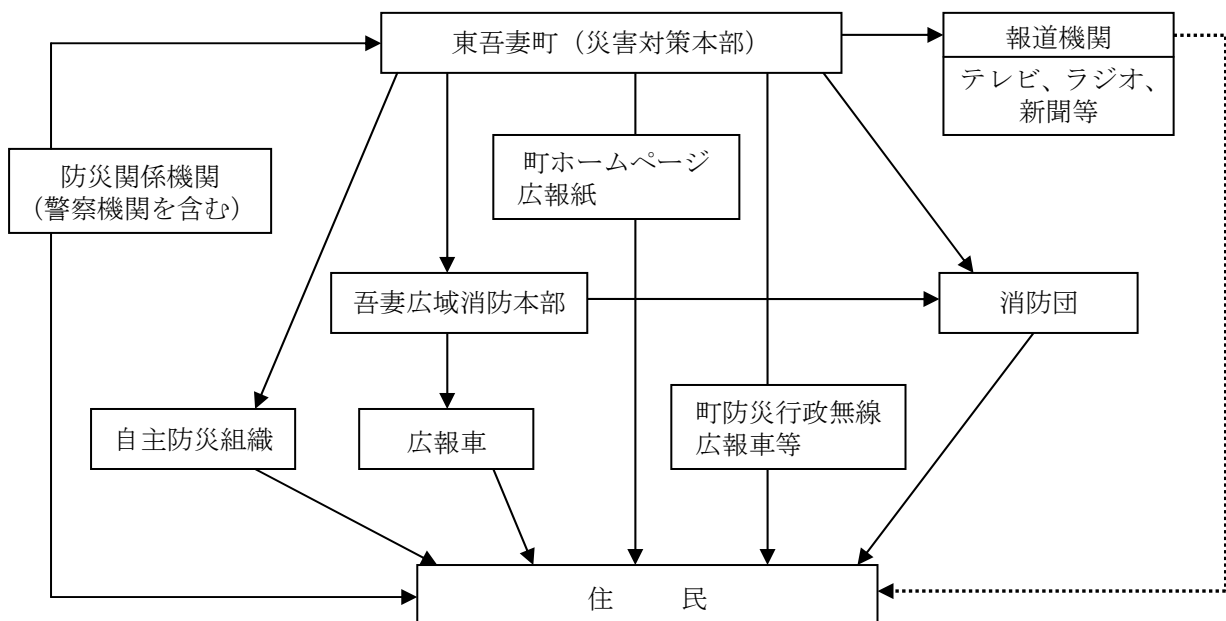 東吾妻町（災害対策本部）
報道機関
テレビ、ラジオ、
新聞等
町ホームページ
広報紙
防災関係機関
（警察機関を含む）
吾妻広域消防本部
消防団
自主防災組織
広報車
町防災行政無線
広報車等
住　　民